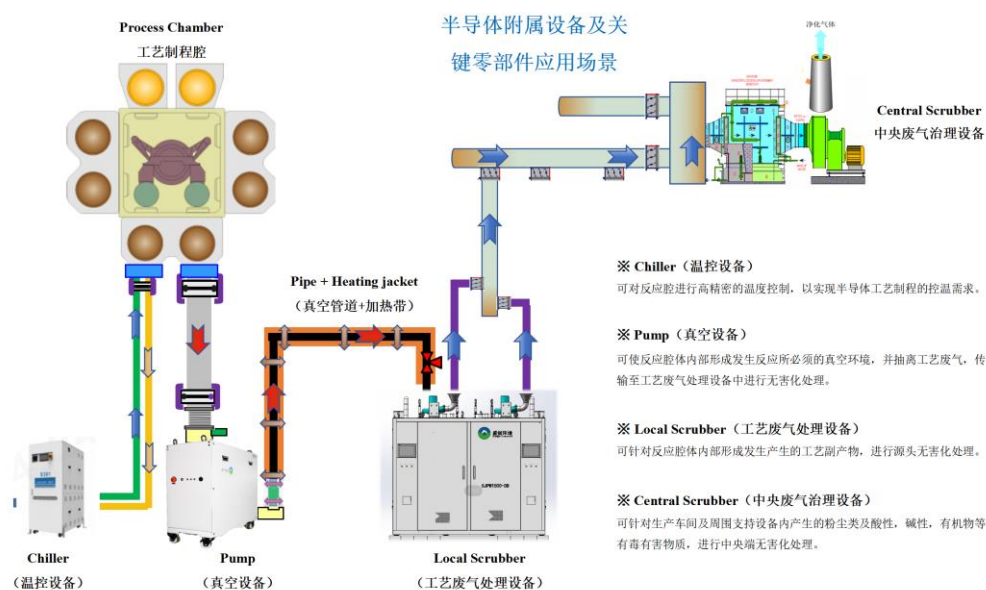 Process Chamber
工艺制程腔
半导体附属设备及关
键零部件应用场景
净化气体
Central Scrubber
中央废气治理设备
Pipe + Heating jacket
（真空管道+加热带）
※ Chiller（温控设备）
可对反应腔进行高精密的温度控制，以实现半导体工艺制程的控温需求。
※ Pump（真空设备）
可使反应腔体内部形成发生反应所必须的真空环境，并抽离工艺废气，传
输至工艺废气处理设备中进行无害化处理。
※ Local Scrubber（工艺废气处理设备）
可针对反应腔体内部形成发生产生的工艺副产物，进行源头无害化处理。
※ Central Scrubber（中央废气治理设备）
可针对生产车间及周围支持设备内产生的粉尘类及酸性，碱性，有机物等
有毒有害物质，进行中央端无害化处理。
Chiller
（温控设备）
Pump
（真空设备）
Local Scrubber
（工艺废气处理设备）